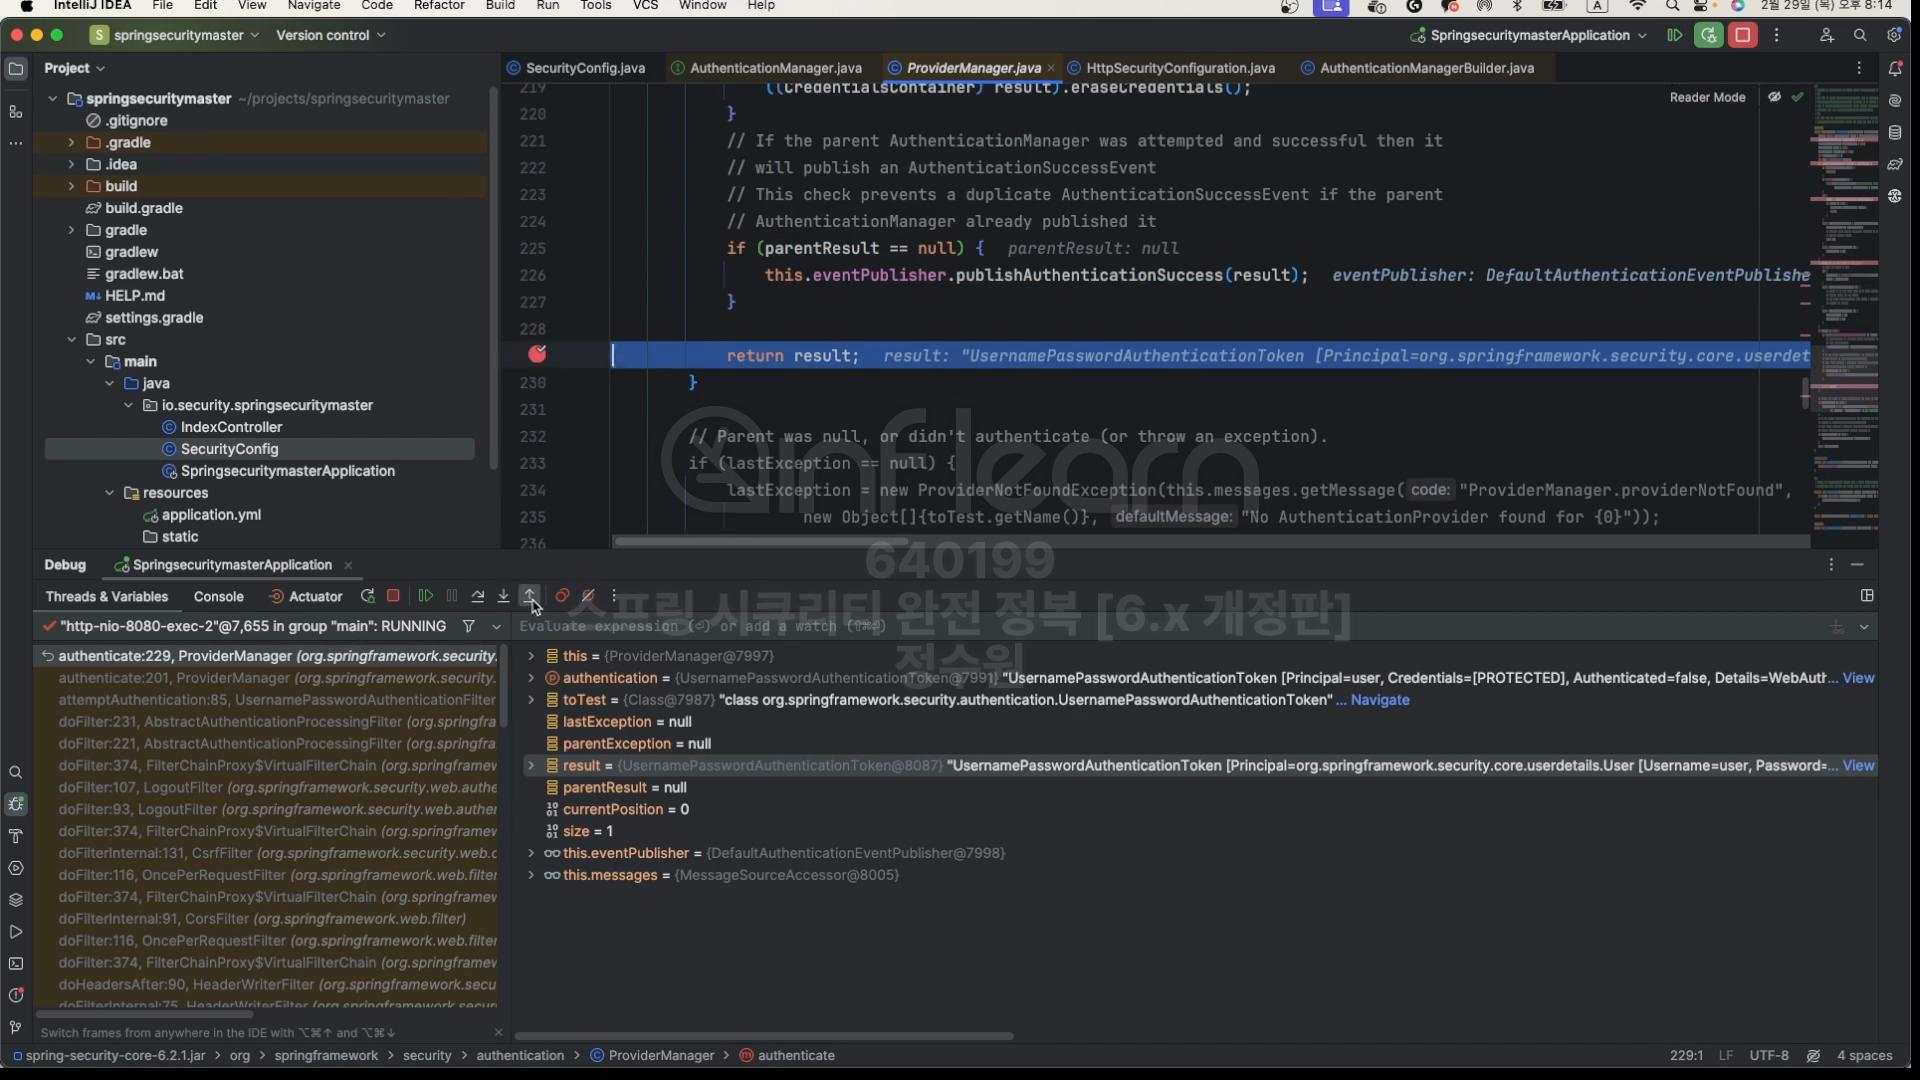 IntelliJ IDEA File Edit View Navigate Code Refactor Build Run Tools VCS Window Help A 2월 29일 (목) 오후 8:14
S springsecuritymaster Version control SpringsecuritymasterApplication
Project
springsecuritymaster ~/projects/springsecuritymaster
.gitignore
.gradle
.idea
build
build.gradle
gradle
gradlew
gradlew.bat
M↓ HELP.md
settings.gradle
src
main
java
io.security.springsecuritymaster
IndexController
SecurityConfig
SpringsecuritymasterApplication
resources
application.yml
static
SecurityConfig.java AuthenticationManager.java ProviderManager.java HttpSecurityConfiguration.java AuthenticationManagerBuilder.java
Reader Mode
219 ((CredentialsContainer) result).eraseCredentials();
220 }
221 // If the parent AuthenticationManager was attempted and successful then it
222 // will publish an AuthenticationSuccessEvent
223 // This check prevents a duplicate AuthenticationSuccessEvent if the parent
224 // AuthenticationManager already published it
225 if (parentResult == null) { parentResult: null
226 this.eventPublisher.publishAuthenticationSuccess(result); eventPublisher: DefaultAuthenticationEventPublishe
227 }
228
return result; result: "UsernamePasswordAuthenticationToken [Principal=org.springframework.security.core.userdet
230 }
231
232 // Parent was null, or didn't authenticate (or throw an exception).
233 if (lastException == null) {
234 lastException = new ProviderNotFoundException(this.messages.getMessage( code: "ProviderManager.providerNotFound",
235 new Object[]{toTest.getName()}, defaultMessage: "No AuthenticationProvider found for {0}"));
236
inflearn
640199
스프링 시큐리티 완전 정복 [6.x 개정판]
정수원
Debug SpringsecuritymasterApplication
Threads & Variables Console Actuator
"http-nio-8080-exec-2"@7,655 in group "main": RUNNING
Evaluate expression (⏎) or add a watch (⇧⌘⏎)
authenticate:229, ProviderManager (org.springframework.security.
authenticate:201, ProviderManager (org.springframework.security.
attemptAuthentication:85, UsernamePasswordAuthenticationFilter
doFilter:231, AbstractAuthenticationProcessingFilter (org.springfra
doFilter:221, AbstractAuthenticationProcessingFilter (org.springfra
doFilter:374, FilterChainProxy$VirtualFilterChain (org.springframew
doFilter:107, LogoutFilter (org.springframework.security.web.auther
doFilter:93, LogoutFilter (org.springframework.security.web.authen
doFilter:374, FilterChainProxy$VirtualFilterChain (org.springframew
doFilterInternal:131, CsrfFilter (org.springframework.security.web.c
doFilter:116, OncePerRequestFilter (org.springframework.web.filter
doFilter:374, FilterChainProxy$VirtualFilterChain (org.springframew
doFilterInternal:91, CorsFilter (org.springframework.web.filter)
doFilter:116, OncePerRequestFilter (org.springframework.web.filter
doFilter:374, FilterChainProxy$VirtualFilterChain (org.springframew
doHeadersAfter:90, HeaderWriterFilter (org.springframework.secu
doFilterInternal:75, HeaderWriterFilter (org.springframework.secur
Switch frames from anywhere in the IDE with ⌥⌘↑ and ⌥⌘↓
this = {ProviderManager@7997}
authentication = {UsernamePasswordAuthenticationToken@7991} "UsernamePasswordAuthenticationToken [Principal=user, Credentials=[PROTECTED], Authenticated=false, Details=WebAuth... View
toTest = {Class@7987} "class org.springframework.security.authentication.UsernamePasswordAuthenticationToken" ... Navigate
lastException = null
parentException = null
result = {UsernamePasswordAuthenticationToken@8087} "UsernamePasswordAuthenticationToken [Principal=org.springframework.security.core.userdetails.User [Username=user, Password=... View
parentResult = null
currentPosition = 0
size = 1
this.eventPublisher = {DefaultAuthenticationEventPublisher@7998}
this.messages = {MessageSourceAccessor@8005}
spring-security-core-6.2.1.jar > org > springframework > security > authentication > ProviderManager > authenticate 229:1 LF UTF-8 4 spaces